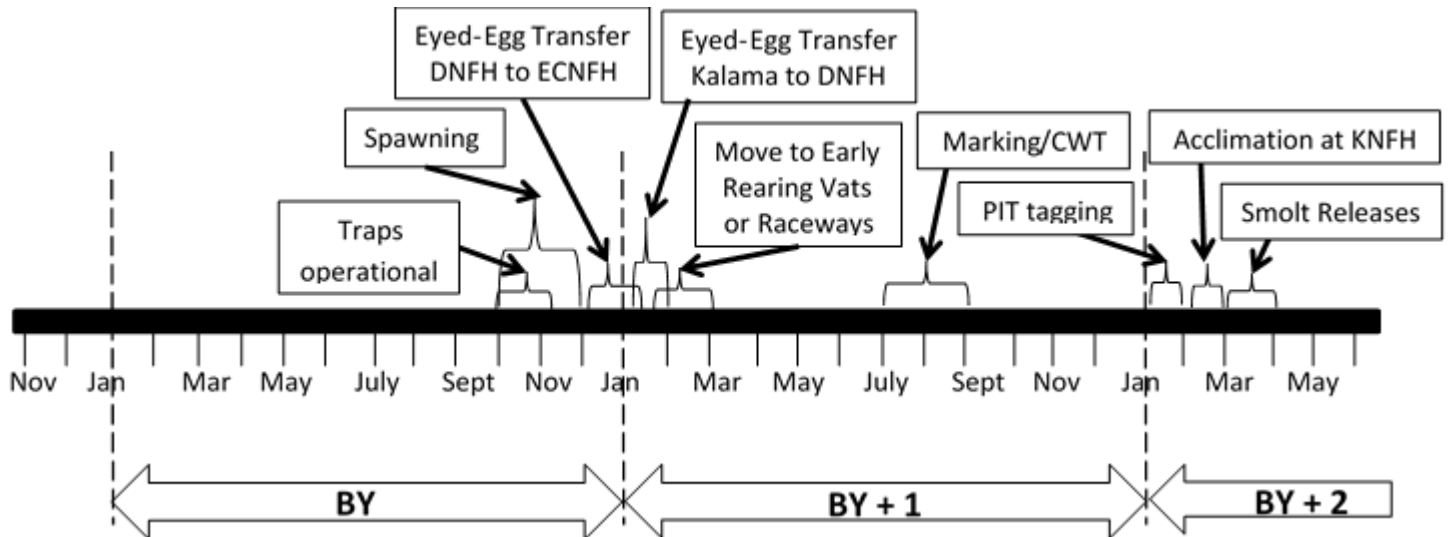 Eyed-Egg Transfer
DNFH to ECNFH
Eyed-Egg Transfer
Kalama to DNFH
Spawning
Traps
operational
Move to Early
Rearing Vats
or Raceways
Marking/CWT
Acclimation at KNFH
PIT tagging
Smolt Releases
Nov Jan Mar May July Sept Nov Jan Mar May July Sept Nov Jan Mar May
BY BY + 1 BY + 2